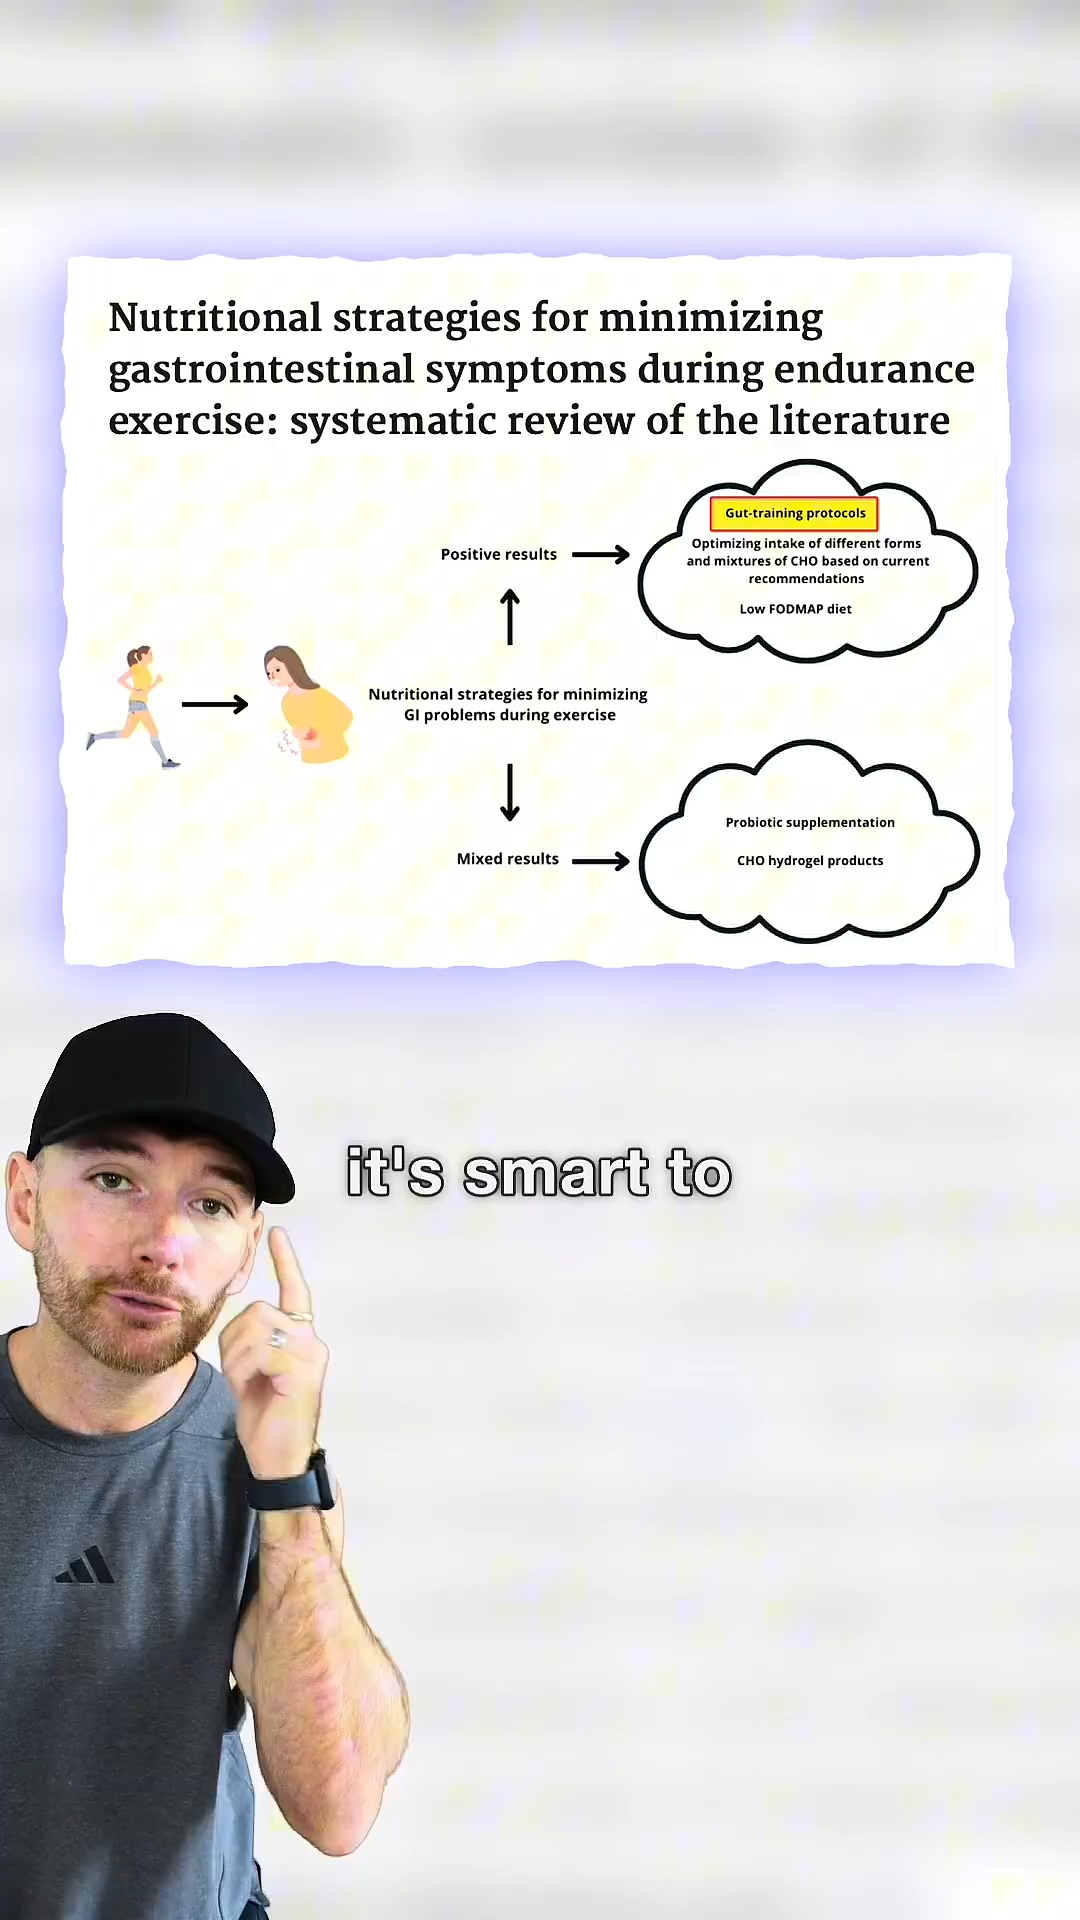 Nutritional strategies for minimizing
gastrointestinal symptoms during endurance
exercise: systematic review of the literature
Gut-training protocols
Optimizing intake of different forms
and mixtures of CHO based on current
recommendations
Low FODMAP diet
Positive results
Nutritional strategies for minimizing
GI problems during exercise
Mixed results
Probiotic supplementation
CHO hydrogel products
it's smart to